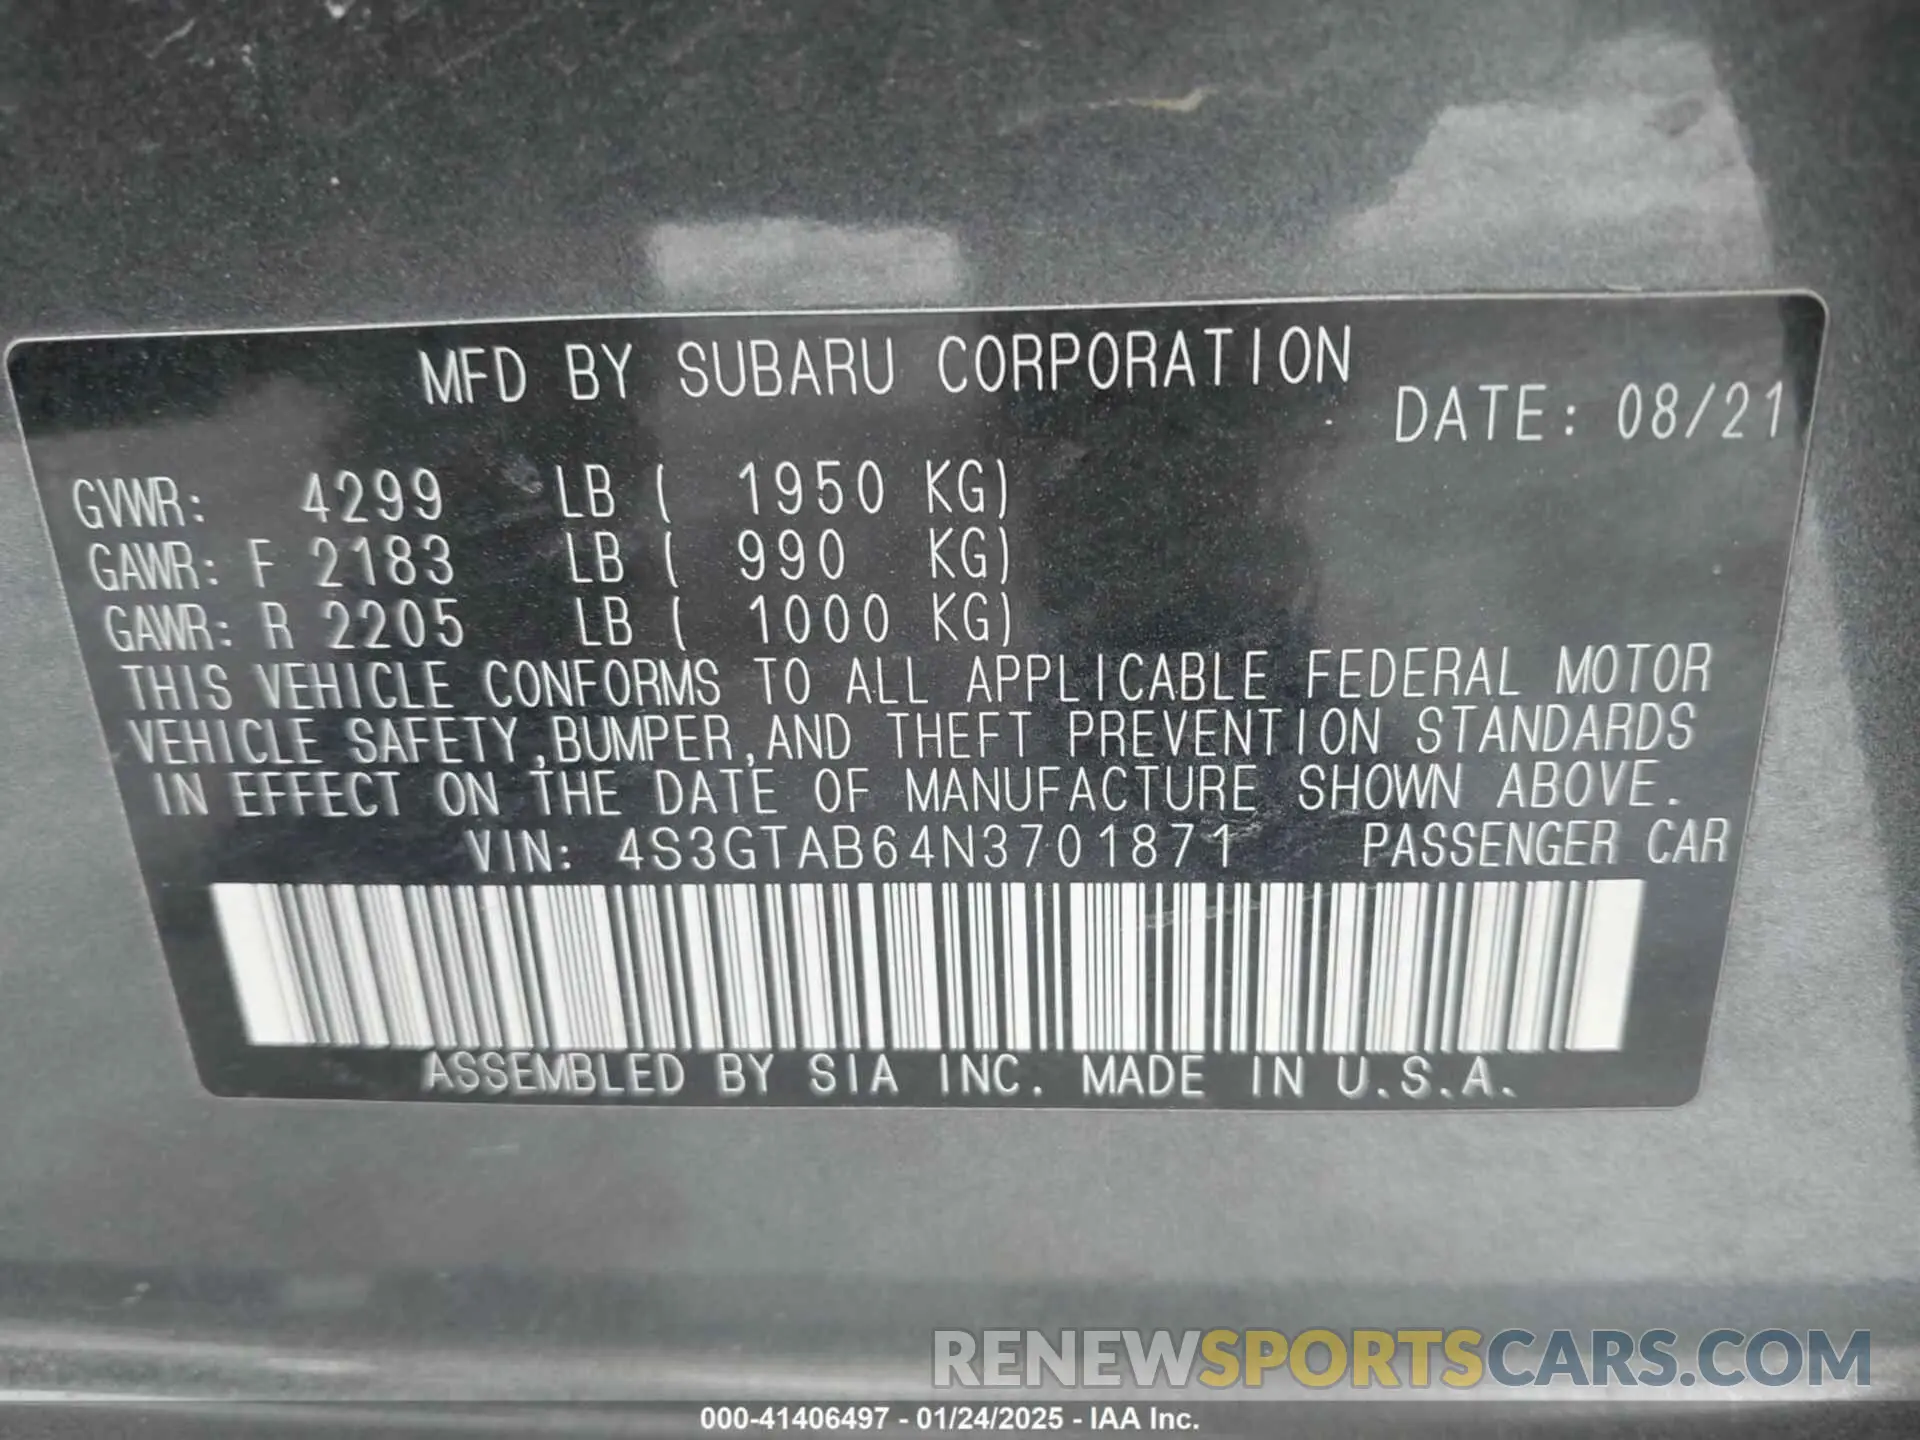 MFD BY SUBARU CORPORATION
DATE: 08/21
GVWR: 4299 LB ( 1950 KG)
GAWR: F 2183 LB ( 990 KG)
GAWR: R 2205 LB ( 1000 KG)
THIS VEHICLE CONFORMS TO ALL APPLICABLE FEDERAL MOTOR
VEHICLE SAFETY,BUMPER,AND THEFT PREVENTION STANDARDS
IN EFFECT ON THE DATE OF MANUFACTURE SHOWN ABOVE.
VIN: 4S3GTAB64N3701871 PASSENGER CAR
ASSEMBLED BY SIA INC. MADE IN U.S.A.
RENEWSPORTSCARS.COM
000-41406497 - 01/24/2025 - IAA Inc.